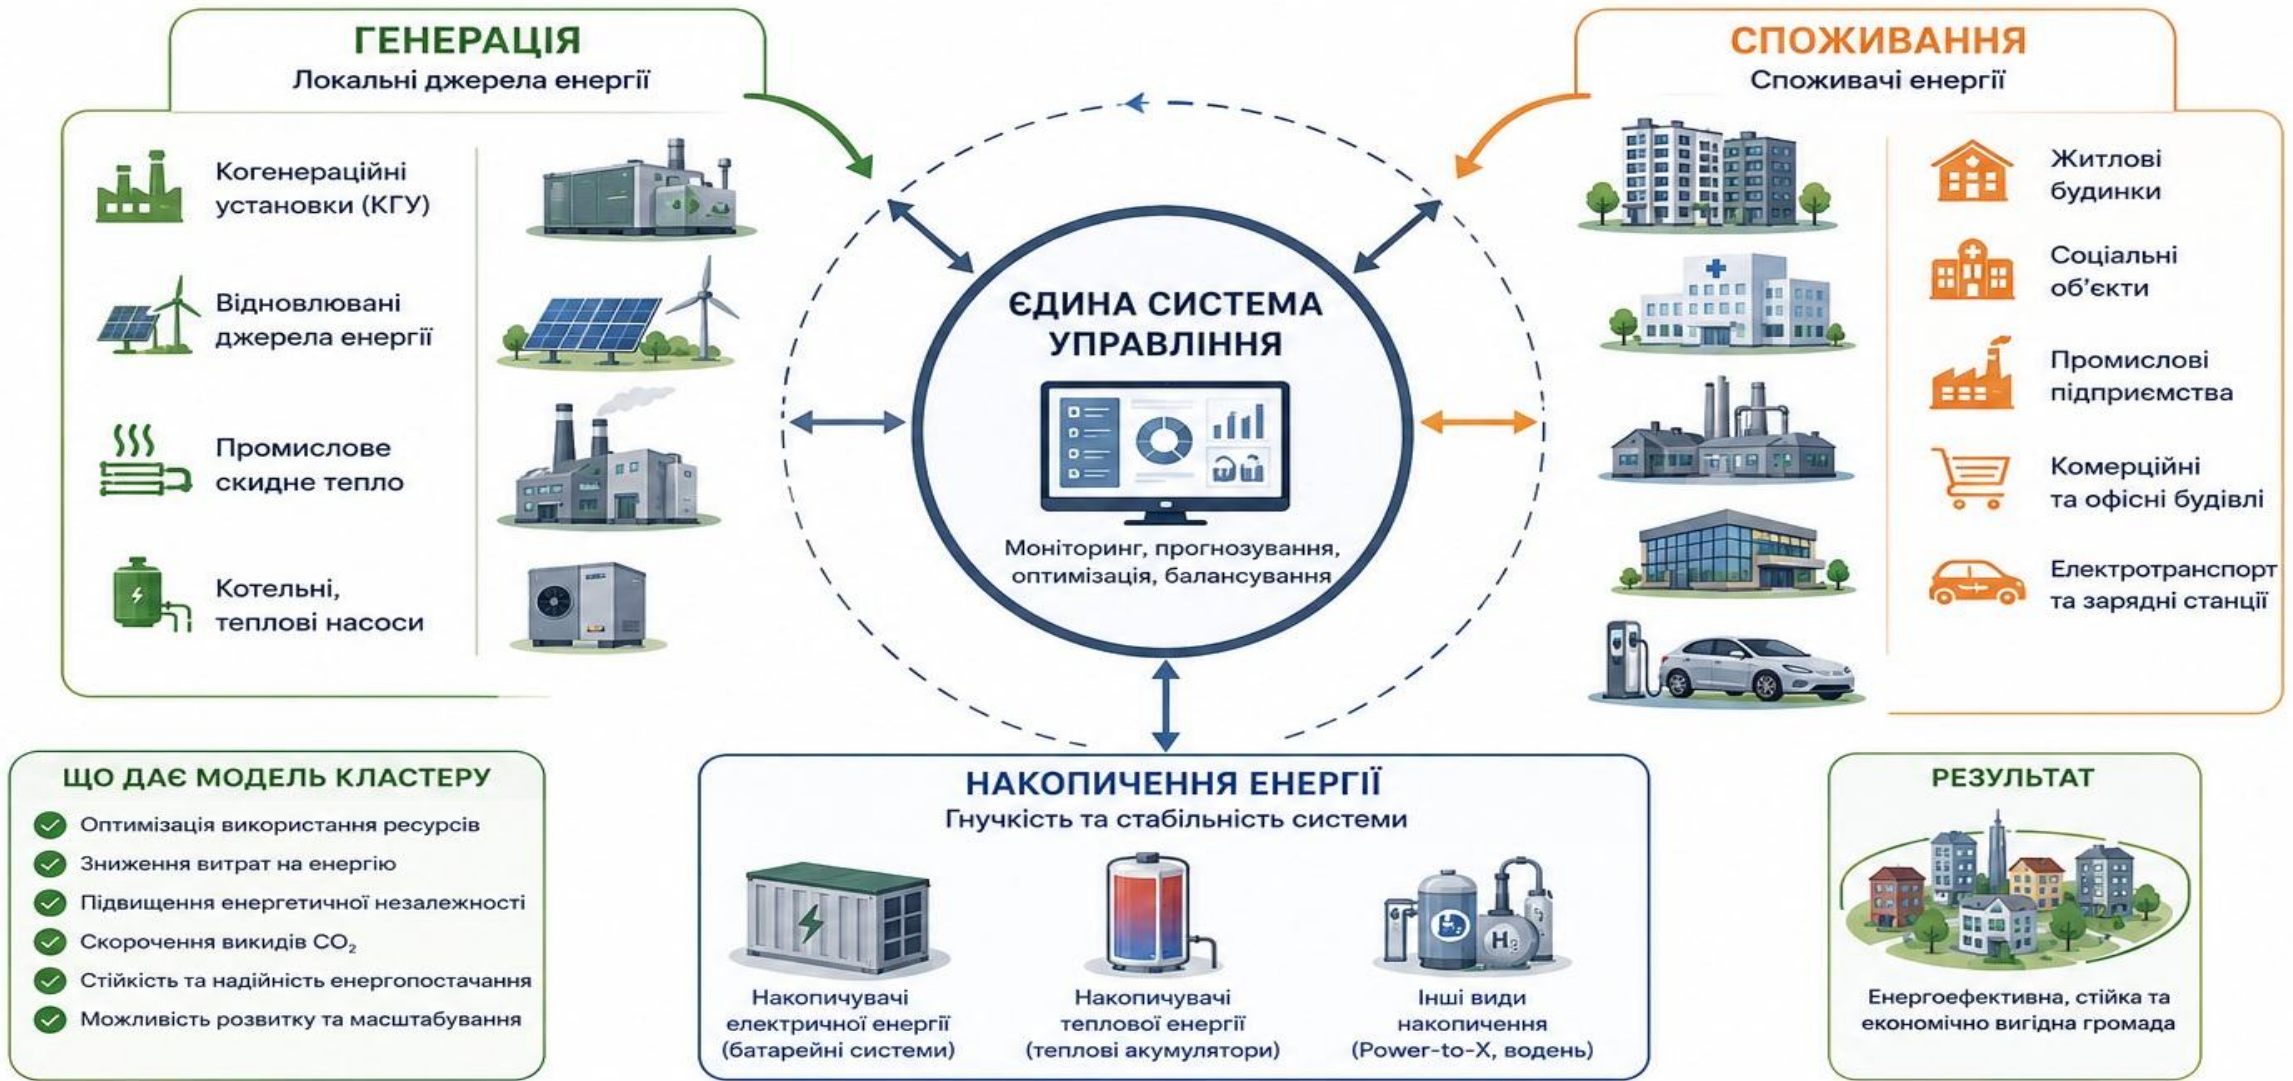 ГЕНЕРАЦІЯ
Локальні джерела енергії
Когенераційні
установки (КГУ)
Відновлювані
джерела енергії
Промислове
скидне тепло
Котельні,
теплові насоси
ЄДИНА СИСТЕМА
УПРАВЛІННЯ
Моніторинг, прогнозування,
оптимізація, балансування
СПОЖИВАННЯ
Споживачі енергії
Житлові
будинки
Соціальні
об’єкти
Промислові
підприємства
Комерційні
та офісні будівлі
Електротранспорт
та зарядні станції
ЩО ДАЄ МОДЕЛЬ КЛАСТЕРУ
Оптимізація використання ресурсів
Зниження витрат на енергію
Підвищення енергетичної незалежності
Скорочення викидів CO₂
Стійкість та надійність енергопостачання
Можливість розвитку та масштабування
НАКОПИЧЕННЯ ЕНЕРГІЇ
Гнучкість та стабільність системи
Накопичувачі
електричної енергії
(батарейні системи)
Накопичувачі
теплової енергії
(теплові акумулятори)
H₂
Інші види
накопичення
(Power-to-X, водень)
РЕЗУЛЬТАТ
Енергоефективна, стійка та
економічно вигідна громада